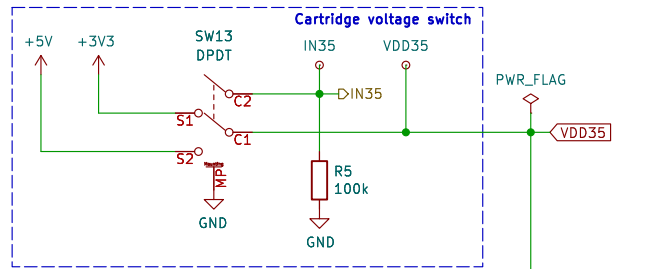 Cartridge voltage switch
+5V
+3V3
SW13
DPDT
IN35
VDD35
PWR_FLAG
C2
IN35
S1
C1
VDD35
S2
MP
R5
100k
GND
GND